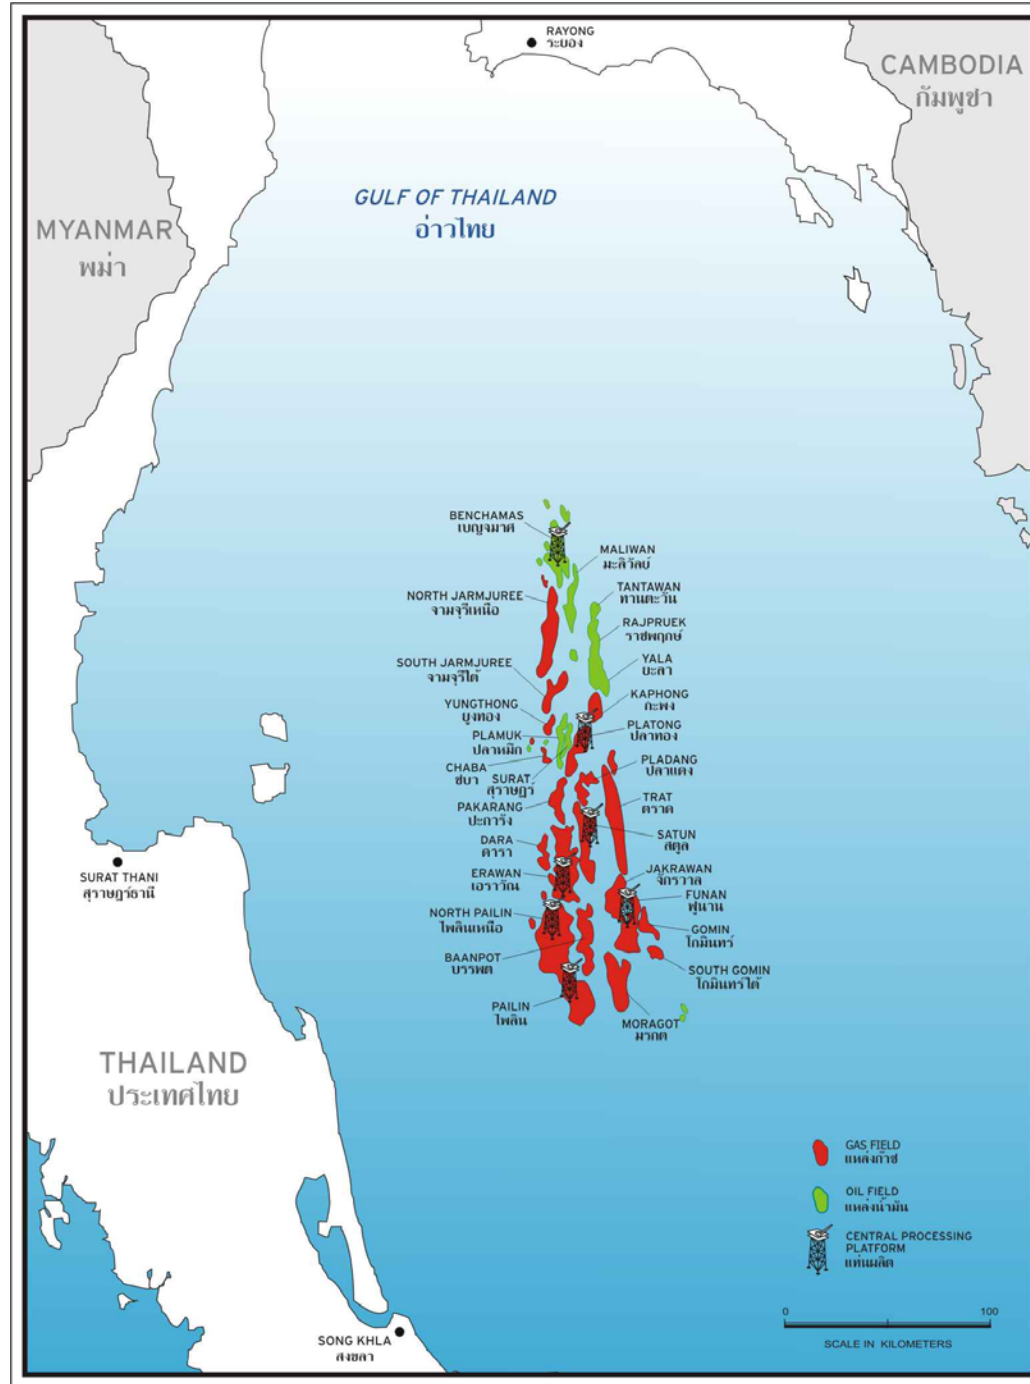 RAYONG
ระยอง
CAMBODIA
กัมพูชา
GULF OF THAILAND
อ่าวไทย
MYANMAR
พม่า
BENCHAMAS
เบญจมาศ
MALIWAN
มะลิวัลย์
TANTAWAN
ทานตะวัน
NORTH JARMJUREE
จามจุรีเหนือ
RAJPRUEK
ราชพฤกษ์
SOUTH JARMJUREE
จามจุรีใต้
YALA
ยะลา
KAPHONG
กะพง
YUNGTHONG
ยูงทอง
PLATONG
ปลาทอง
PLAMUK
ปลาหมึก
PLADANG
ปลาแดง
CHABA
ชบา
SURAT
สุราษฎร์
TRAT
ตราด
PAKARANG
ปะการัง
SATUN
สตูล
DARA
ดารา
JAKRAWAN
จักรวาล
ERAWAN
เอราวัณ
FUNAN
ฟูนาน
NORTH PAILIN
ไพลินเหนือ
GOMIN
โกมินทร์
BAANPOT
บรรพต
SOUTH GOMIN
โกมินทร์ใต้
PAILIN
ไพลิน
MORAGOT
มรกต
SURAT THANI
สุราษฎร์ธานี
THAILAND
ประเทศไทย
GAS FIELD
แหล่งก๊าซ
OIL FIELD
แหล่งน้ำมัน
CENTRAL PROCESSING
PLATFORM
แท่นผลิต
0 100
SCALE IN KILOMETERS
SONG KHLA
สงขลา